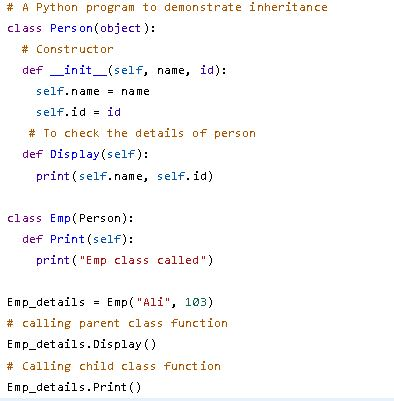 # A Python program to demonstrate inheritance
class Person(object):
  # Constructor
  def __init__(self, name, id):
    self.name = name
    self.id = id
   # To check the details of person
  def Display(self):
    print(self.name, self.id)

class Emp(Person):
  def Print(self):
    print("Emp class called")

Emp_details = Emp("Ali", 103)
# calling parent class function
Emp_details.Display()
# Calling child class function
Emp_details.Print()